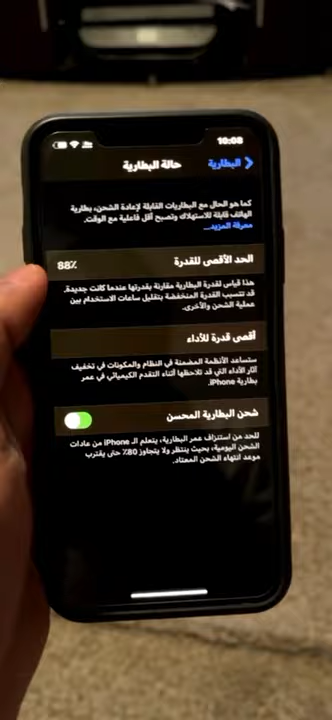 10:08
البطارية
حالة البطارية
كما هو الحال مع البطاريات القابلة لإعادة الشحن، بطارية
الهاتف قابلة للاستهلاك وتصبح أقل فاعلية مع الوقت.
معرفة المزيد...
الحد الأقصى للقدرة
88٪
هذا قياس لقدرة البطارية مقارنة بقدرتها عندما كانت جديدة.
قد تتسبب القدرة المنخفضة بتقليل ساعات الاستخدام بين
عملية الشحن والأخرى.
أقصى قدرة للأداء
ستساعد الأنظمة المضمنة في النظام والمكونات في تخفيف
آثار الأداء التي قد تلاحظها أثناء التقدم الكيميائي في عمر
بطارية iPhone.
شحن البطارية المحسن
للحد من استنزاف عمر البطارية، يتعلم الـ iPhone من عادات
الشحن اليومية، بحيث ينتظر ولا يتجاوز 80٪ حتى يقترب
موعد انتهاء الشحن المعتاد.